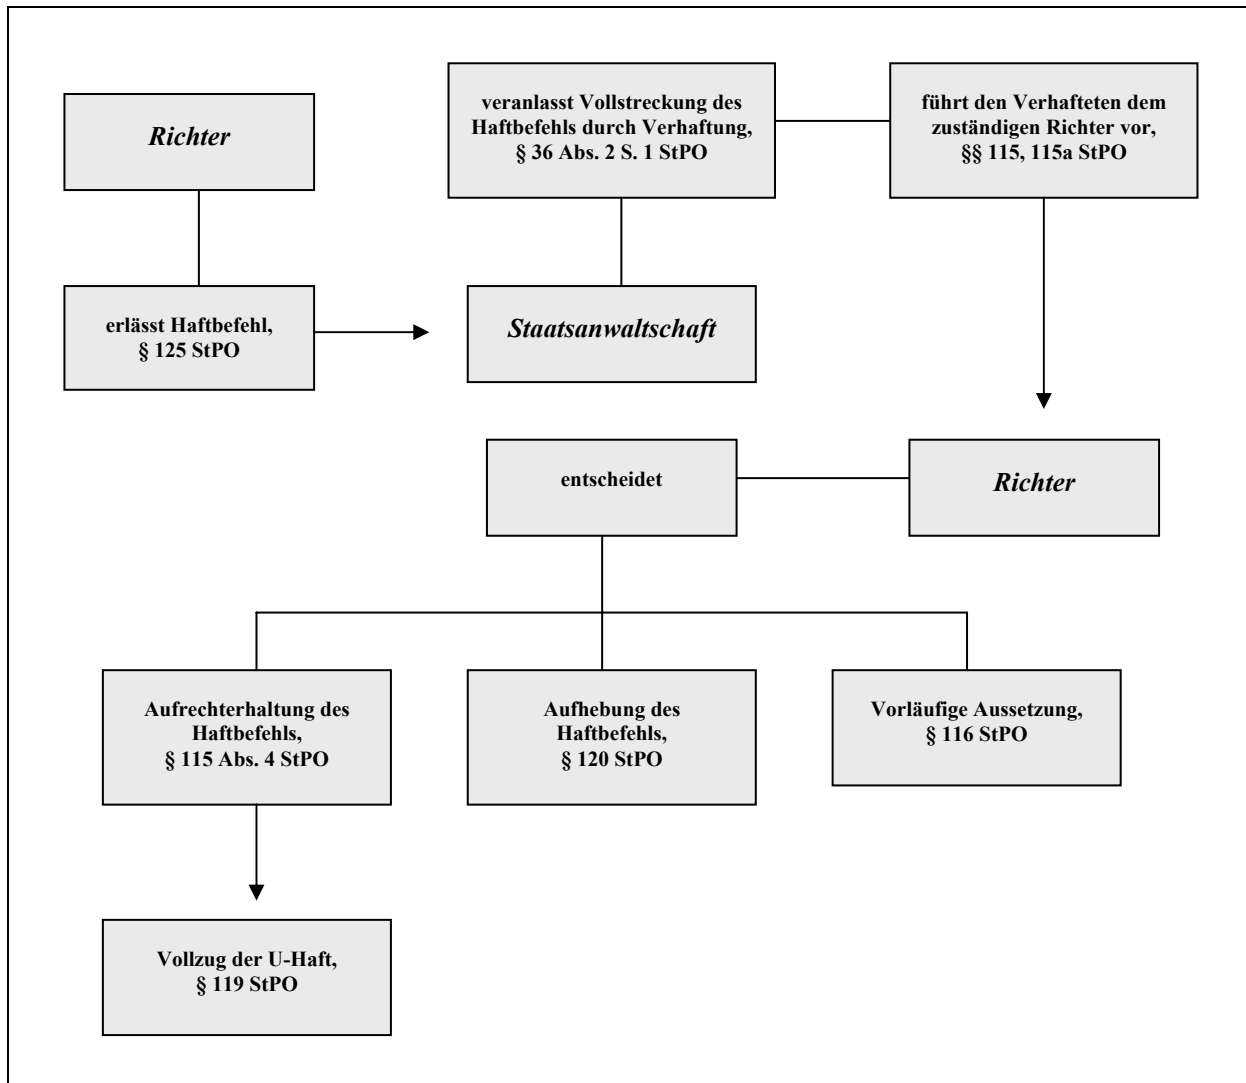 Richter
erlässt Haftbefehl,
§ 125 StPO
veranlasst Vollstreckung des
Haftbefehls durch Verhaftung,
§ 36 Abs. 2 S. 1 StPO
Staatsanwaltschaft
führt den Verhafteten dem
zuständigen Richter vor,
§§ 115, 115a StPO
Richter
entscheidet
Aufrechterhaltung des
Haftbefehls,
§ 115 Abs. 4 StPO
Aufhebung des
Haftbefehls,
§ 120 StPO
Vorläufige Aussetzung,
§ 116 StPO
Vollzug der U-Haft,
§ 119 StPO